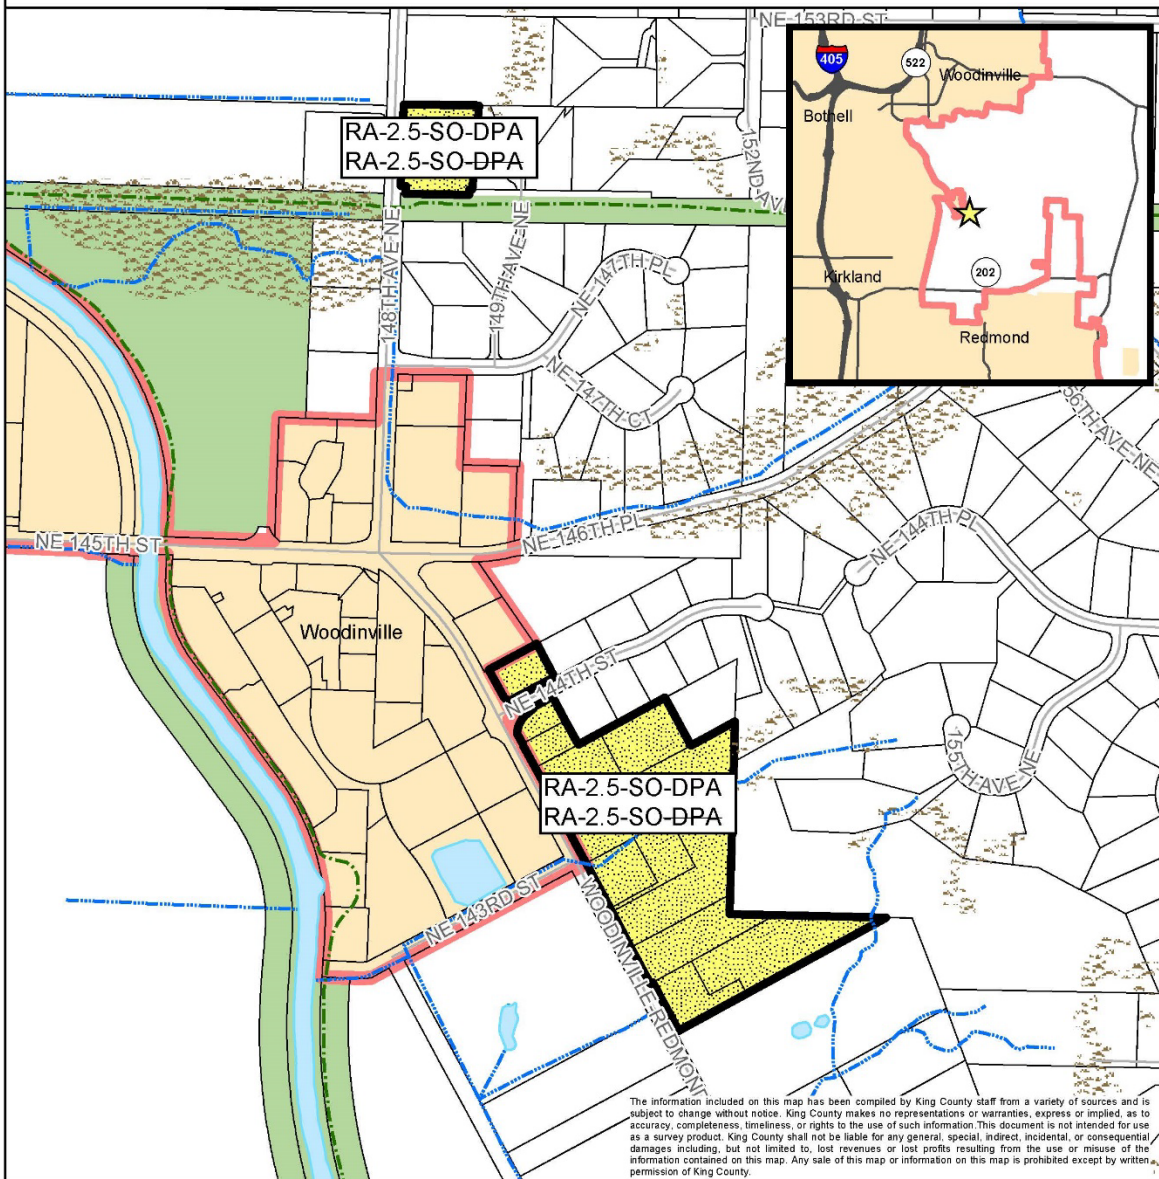 NE 153RD ST
405
522
Woodinville
Bothell
RA-2.5-SO-DPA
RA-2.5-SO-DPA
152ND AV
148TH AVE NE
149TH AVE NE
NE 147TH PL
Kirkland
202
Redmond
NE 147TH CT
56TH AVE NE
NE 145TH ST
NE 146TH PL
NE 144TH PL
Woodinville
NE 144TH ST
155TH AVE NE
RA-2.5-SO-DPA
RA-2.5-SO-DPA
NE 143RD ST
WOODINVILLE-REDMOND
The information included on this map has been compiled by King County staff from a variety of sources and is
subject to change without notice. King County makes no representations or warranties, express or implied, as to
accuracy, completeness, timeliness, or rights to the use of such information. This document is not intended for use
as a survey product. King County shall not be liable for any general, special, indirect, incidental, or consequential
damages including, but not limited to, lost revenues or lost profits resulting from the use or misuse of the
information contained on this map. Any sale of this map or information on this map is prohibited except by written
permission of King County.